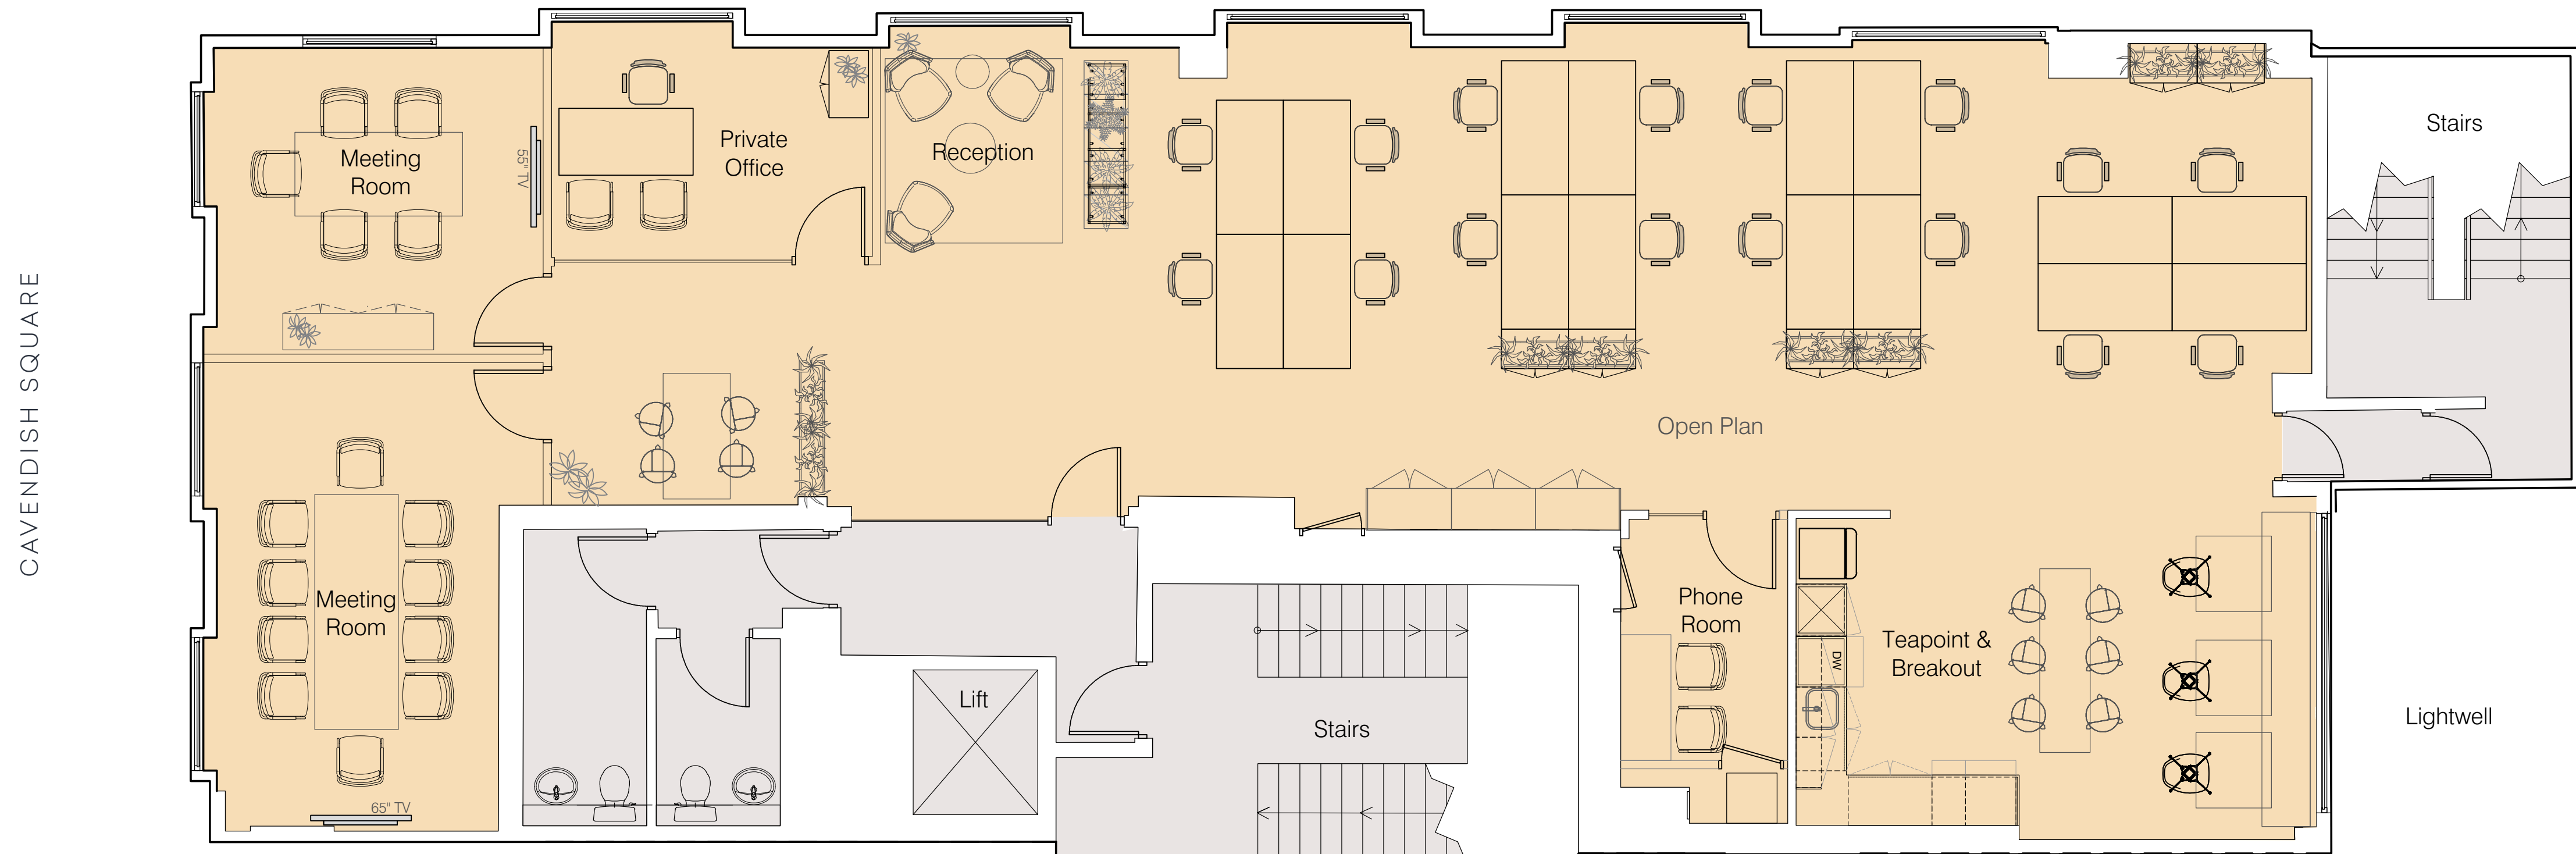 CAVENDISH SQUARE
Meeting
Room
55" TV
Private
Office
Reception
Stairs
Open Plan
Meeting
Room
65" TV
Lift
Stairs
Phone
Room
DW
Teapoint &
Breakout
Lightwell